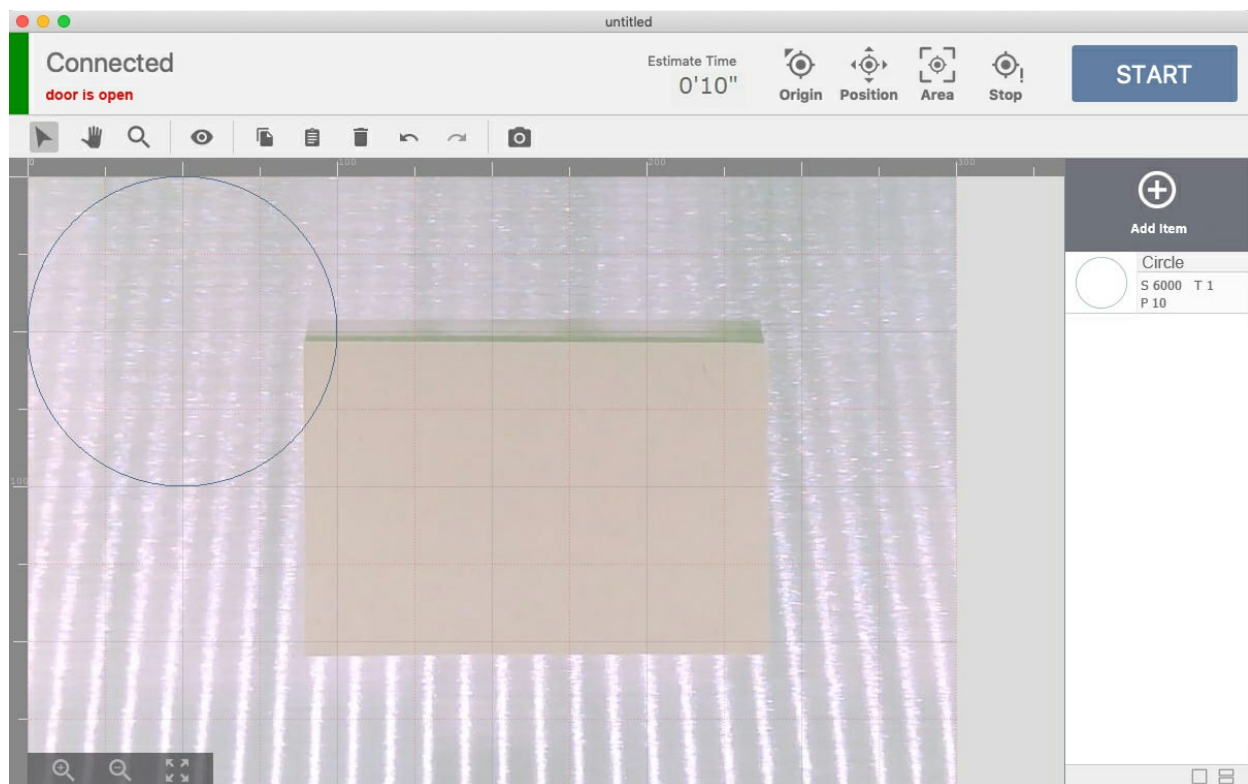 untitled
Connected
door is open
Estimate Time
0'10"
Origin
Position
Area
Stop
START
0
100
200
300
100
Add Item
Circle
S 6000 T 1
P 10